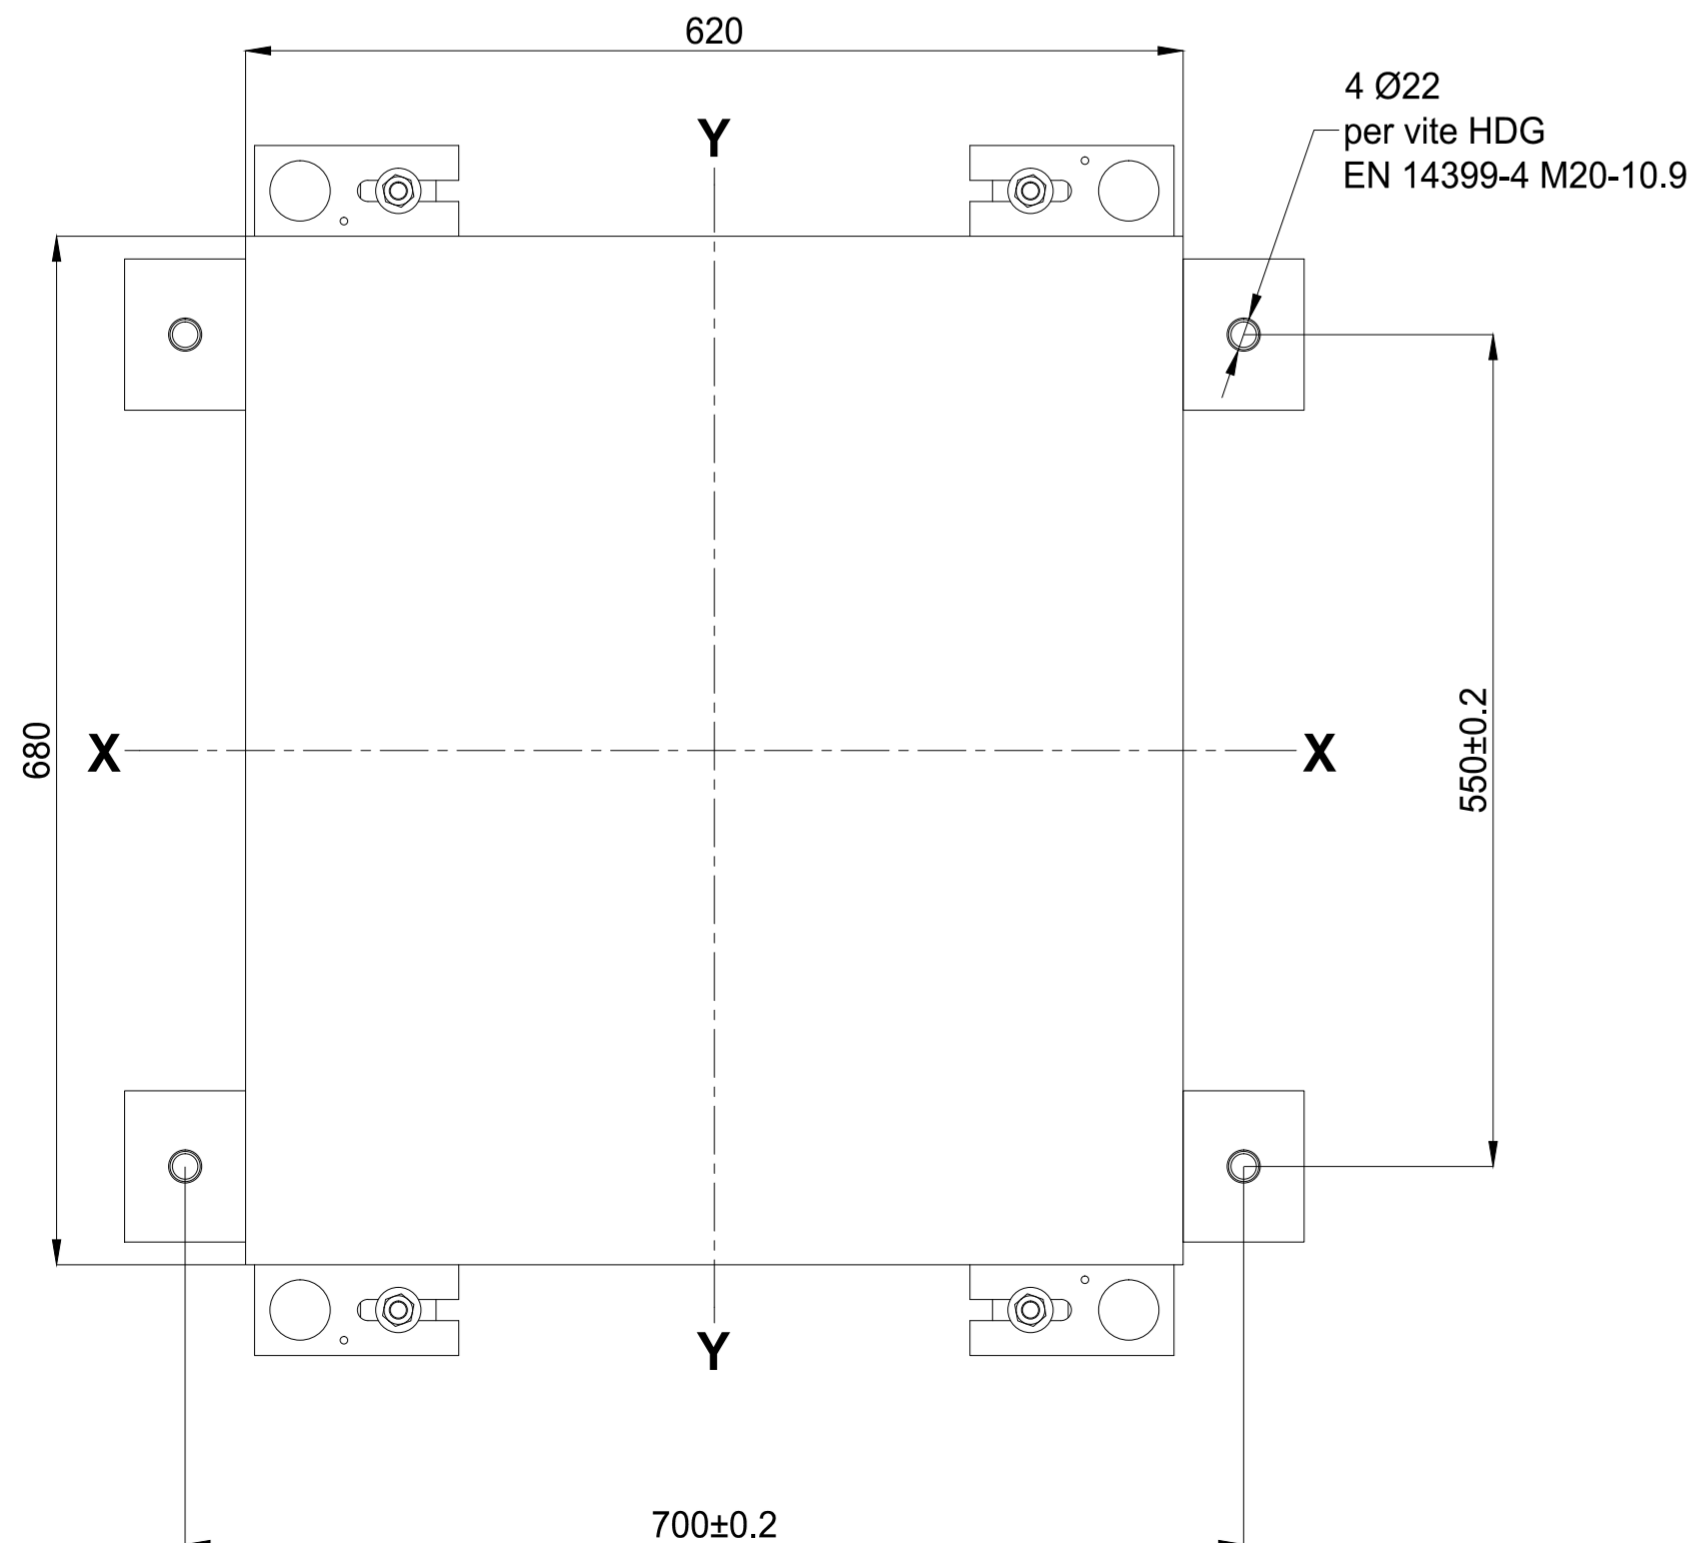 620
4 Ø22
per vite HDG
EN 14399-4 M20-10.9
Y
680
X
X
550±0.2
Y
700±0.2